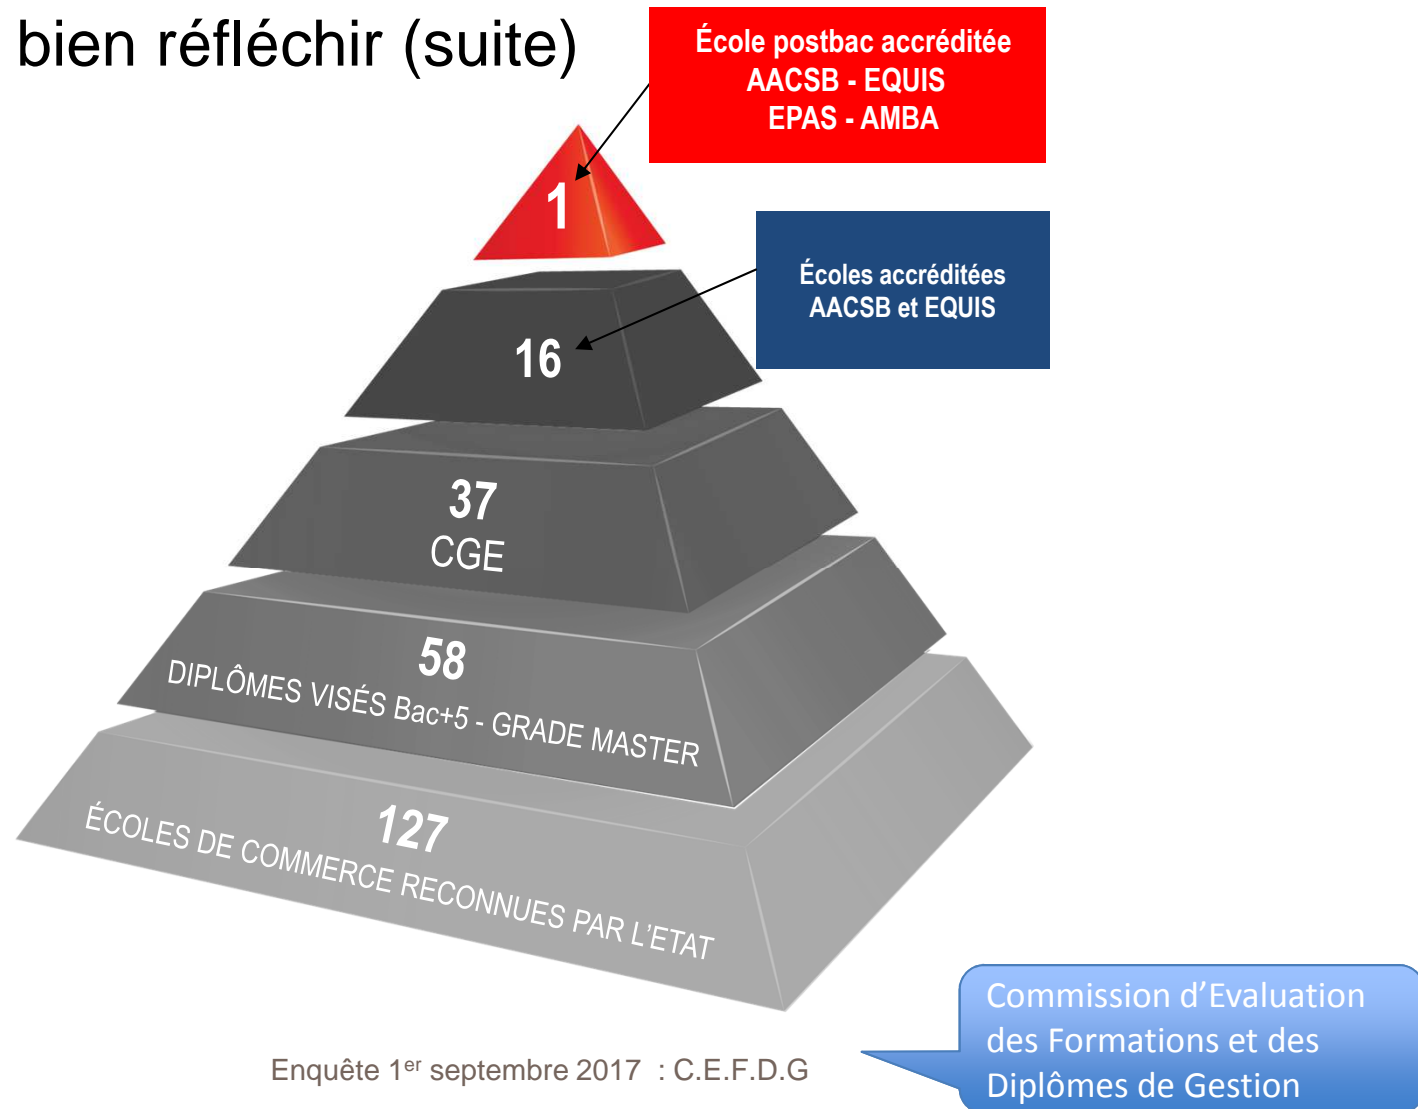 bien réfléchir (suite)
École postbac accréditée
AACSB - EQUIS
EPAS - AMBA
1
Écoles accréditées
AACSB et EQUIS
16
37
CGE
58
DIPLÔMES VISÉS Bac+5 - GRADE MASTER
127
ÉCOLES DE COMMERCE RECONNUES PAR L'ETAT
Commission d'Evaluation
des Formations et des
Diplômes de Gestion
Enquête 1er septembre 2017 : C.E.F.D.G